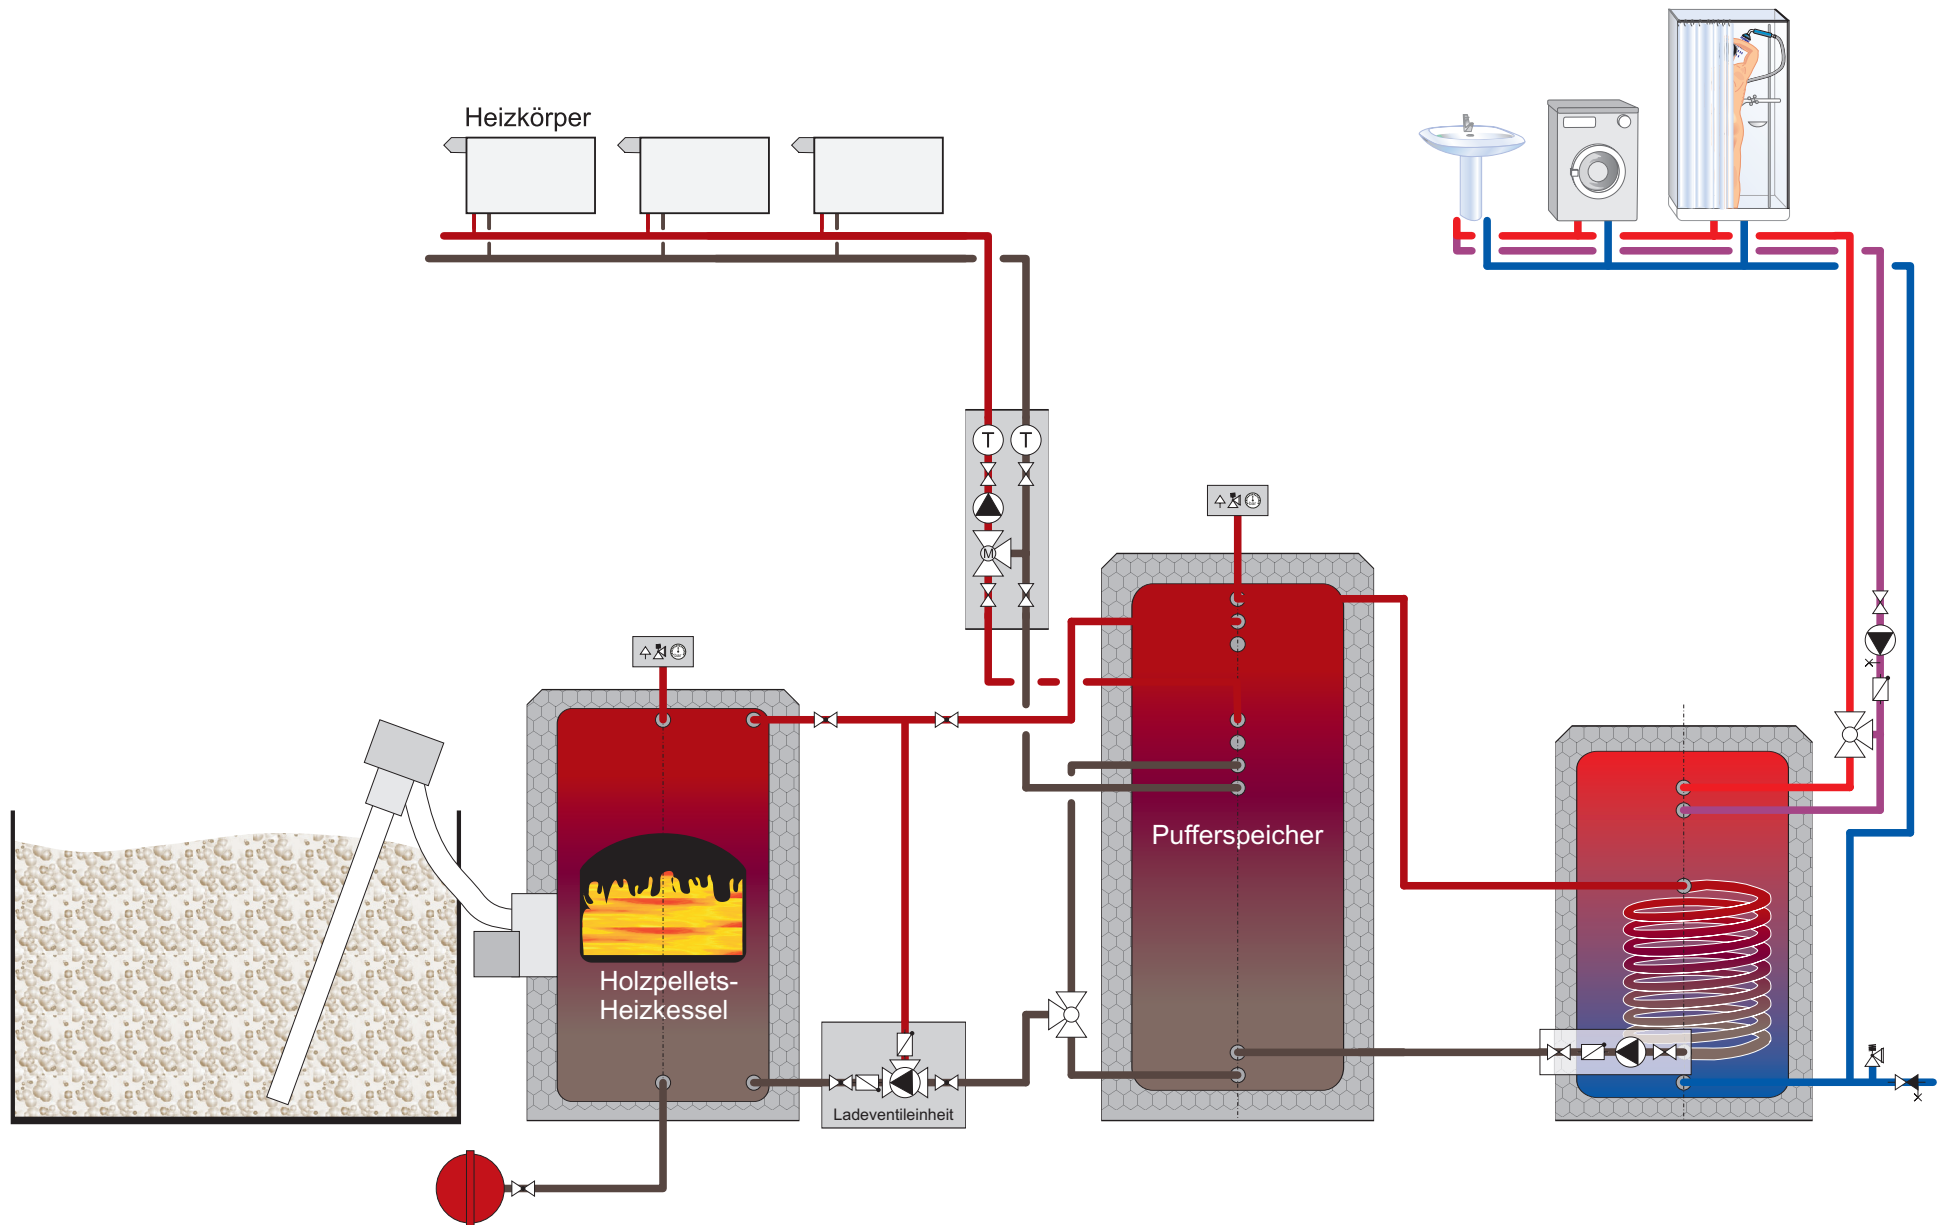 Heizkörper
T T
M
Pufferspeicher
Holzpellets-
Heizkessel
Ladeventileinheit